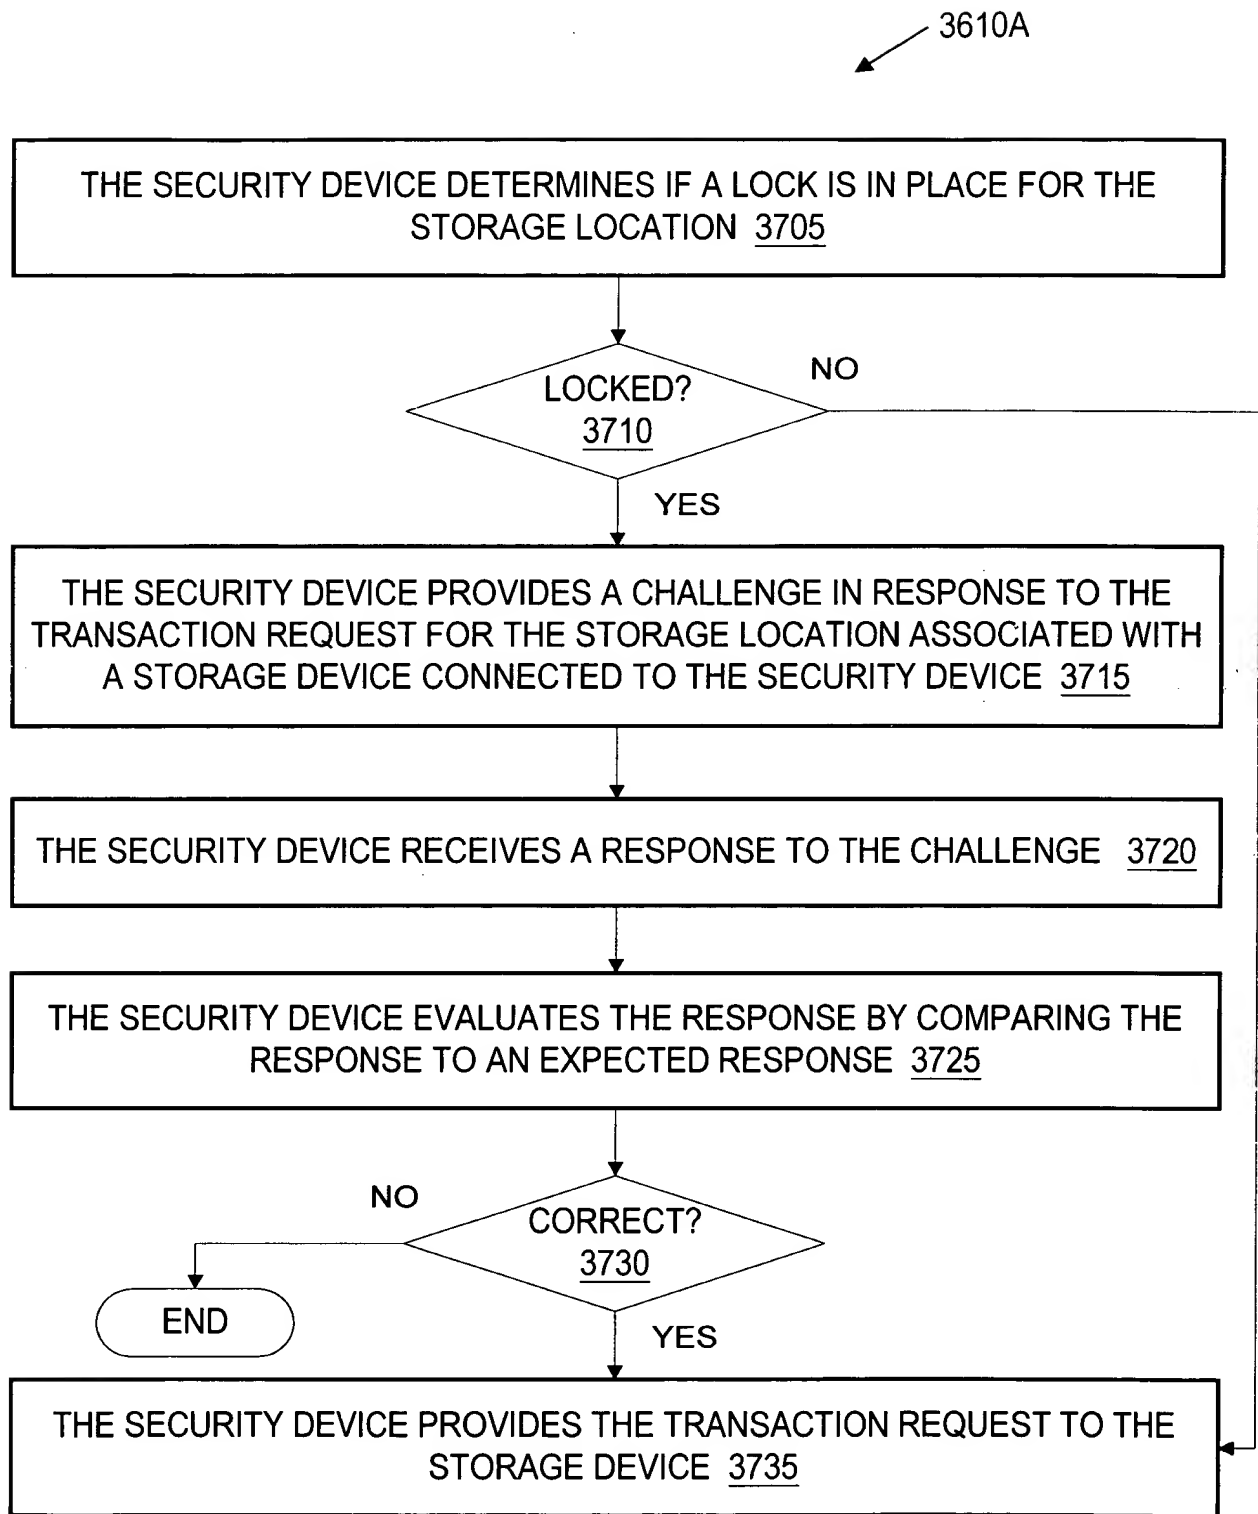 3610A
THE SECURITY DEVICE DETERMINES IF A LOCK IS IN PLACE FOR THE
STORAGE LOCATION 3705
LOCKED?
3710
NO
YES
THE SECURITY DEVICE PROVIDES A CHALLENGE IN RESPONSE TO THE
TRANSACTION REQUEST FOR THE STORAGE LOCATION ASSOCIATED WITH
A STORAGE DEVICE CONNECTED TO THE SECURITY DEVICE 3715
THE SECURITY DEVICE RECEIVES A RESPONSE TO THE CHALLENGE 3720
THE SECURITY DEVICE EVALUATES THE RESPONSE BY COMPARING THE
RESPONSE TO AN EXPECTED RESPONSE 3725
NO
CORRECT?
3730
END
YES
THE SECURITY DEVICE PROVIDES THE TRANSACTION REQUEST TO THE
STORAGE DEVICE 3735